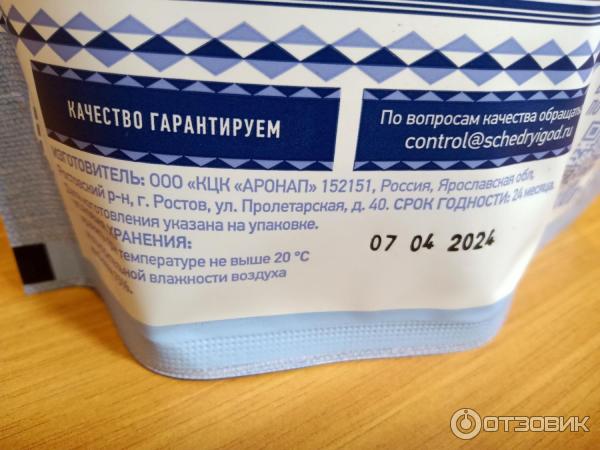 КАЧЕСТВО ГАРАНТИРУЕМ
По вопросам качества обращать
control@schedryigod.ru
ИЗГОТОВИТЕЛЬ: ООО «КЦК «АРОНАП» 152151, Россия, Ярославская обл,
Ростовский р-н, г. Ростов, ул. Пролетарская, д. 40. СРОК ГОДНОСТИ: 24 месяца.
изготовления указана на упаковке.
ХРАНЕНИЯ:
температуре не выше 20 °C
влажности воздуха
07 04 2024
ОТЗОВИК